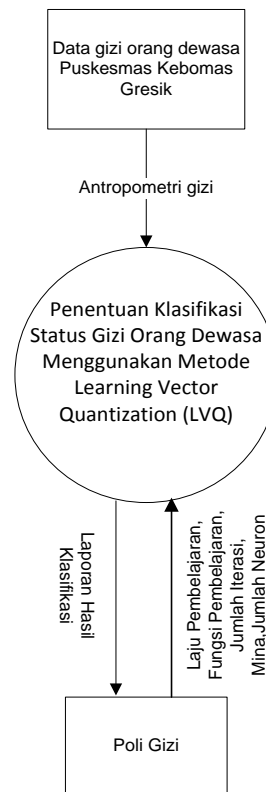 Data gizi orang dewasa
Puskesmas Kebomas
Gresik
Antropometri gizi
Penentuan Klasifikasi
Status Gizi Orang Dewasa
Menggunakan Metode
Learning Vector
Quantization (LVQ)
Laporan Hasil
Klasifikasi
Laju Pembelajaran,
Fungsi Pembelajaran,
Jumlah Iterasi,
Mina,Jumlah Neuron
Poli Gizi